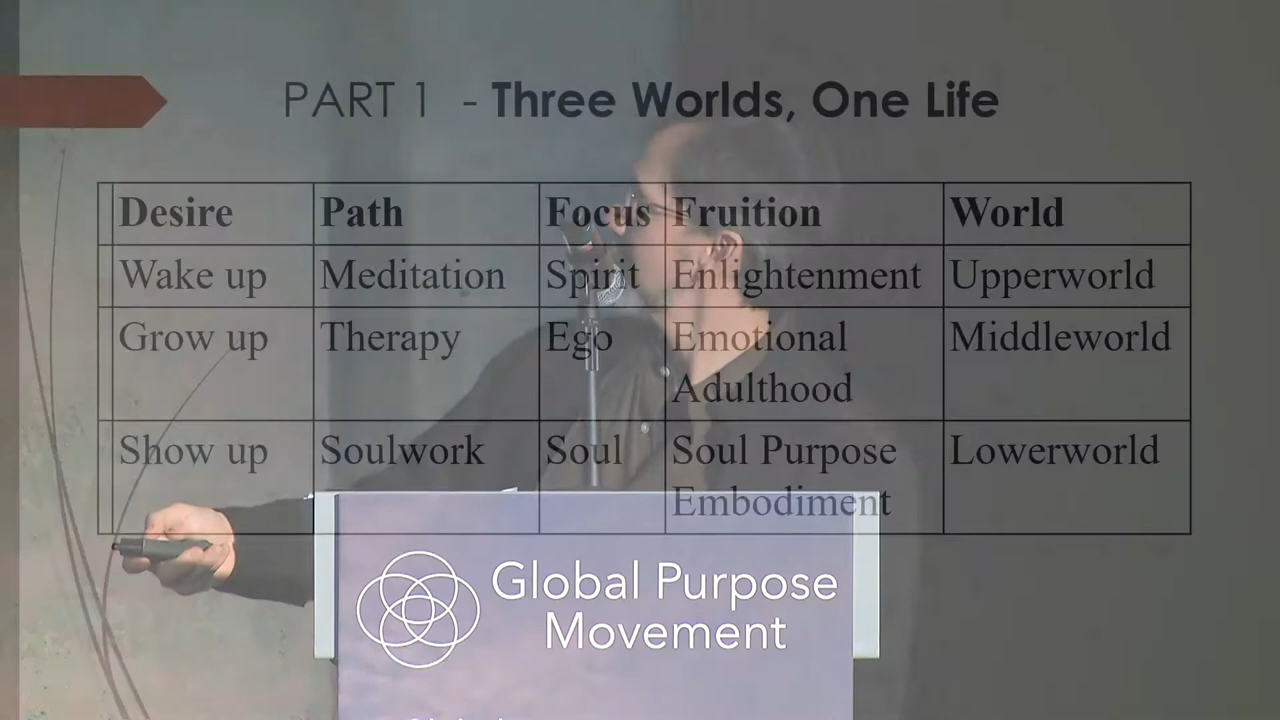 PART 1 - Three Worlds, One Life
Desire Path Focus Fruition World
Wake up Meditation Spirit Enlightenment Upperworld
Grow up Therapy Ego Emotional Middleworld
Adulthood
Show up Soulwork Soul Soul Purpose Lowerworld
Embodiment
Global Purpose
Movement